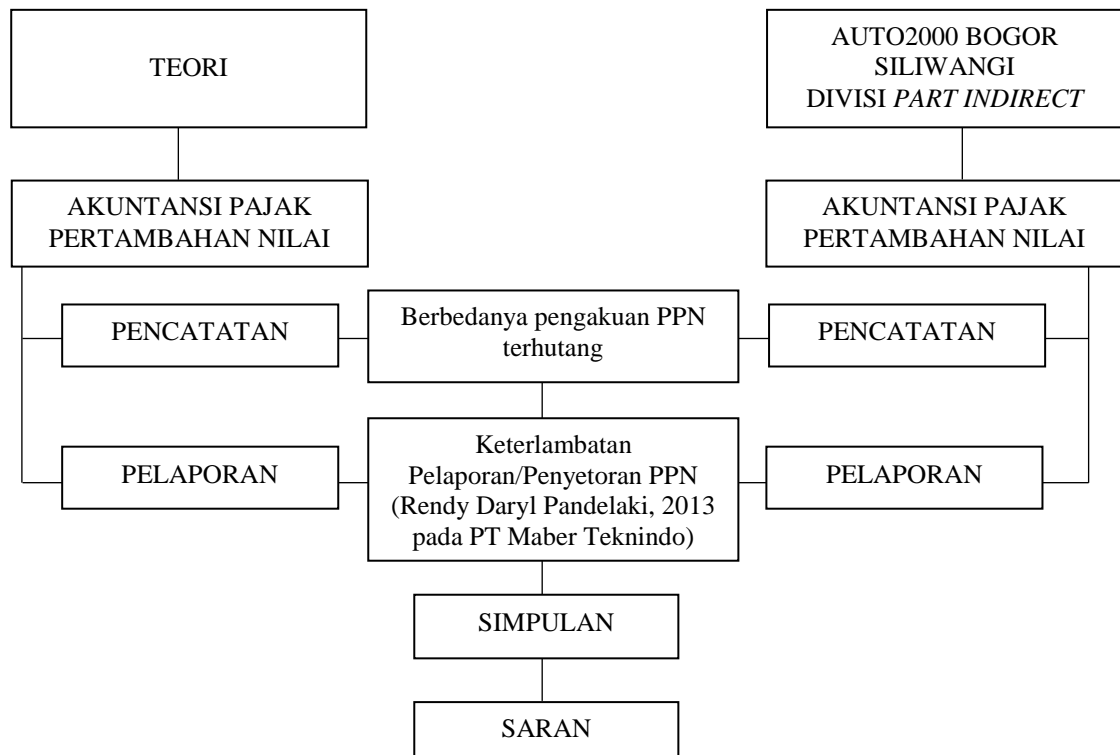 TEORI
AUTO2000 BOGOR
SILIWANGI
DIVISI PART INDIRECT
AKUNTANSI PAJAK
PERTAMBAHAN NILAI
AKUNTANSI PAJAK
PERTAMBAHAN NILAI
PENCATATAN
Berbedanya pengakuan PPN
terhutang
PENCATATAN
PELAPORAN
Keterlambatan
Pelaporan/Penyetoran PPN
(Rendy Daryl Pandelaki, 2013
pada PT Maber Teknindo)
PELAPORAN
SIMPULAN
SARAN